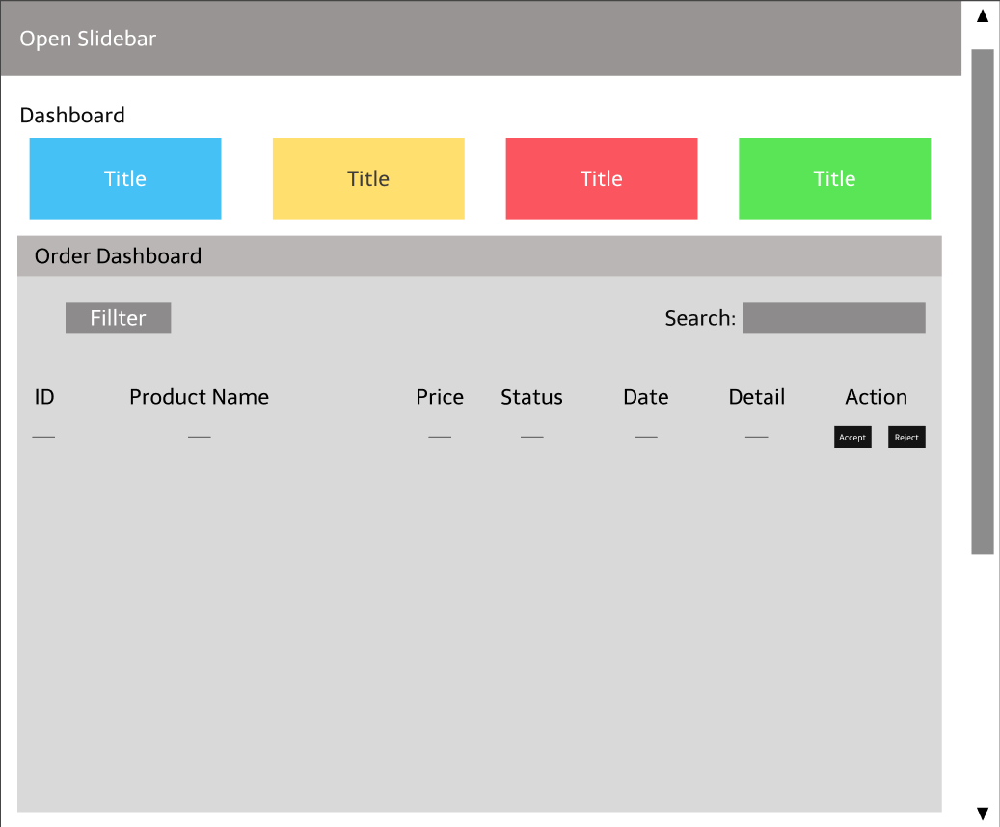 Open Slidebar
Dashboard
Title Title Title Title
Order Dashboard
Fillter Search:
ID Product Name Price Status Date Detail Action
Accept Reject